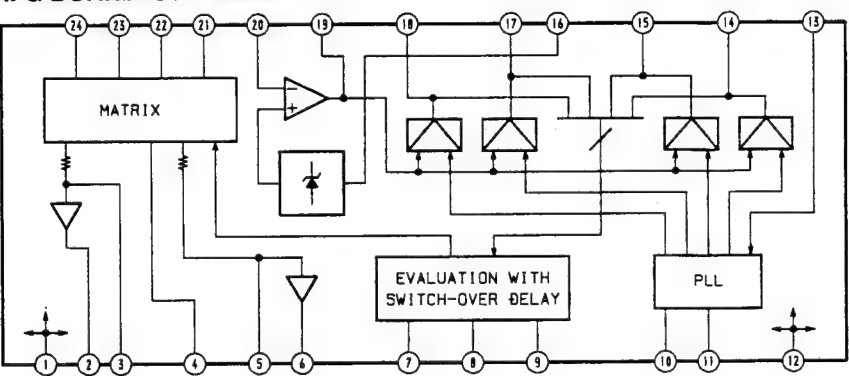 24 23 22 21 20 19 18 17 16 15 14 13
MATRIX
− +
EVALUATION WITH
SWITCH-OVER DELAY
PLL
1 2 3 4 5 6 7 8 9 10 11 12